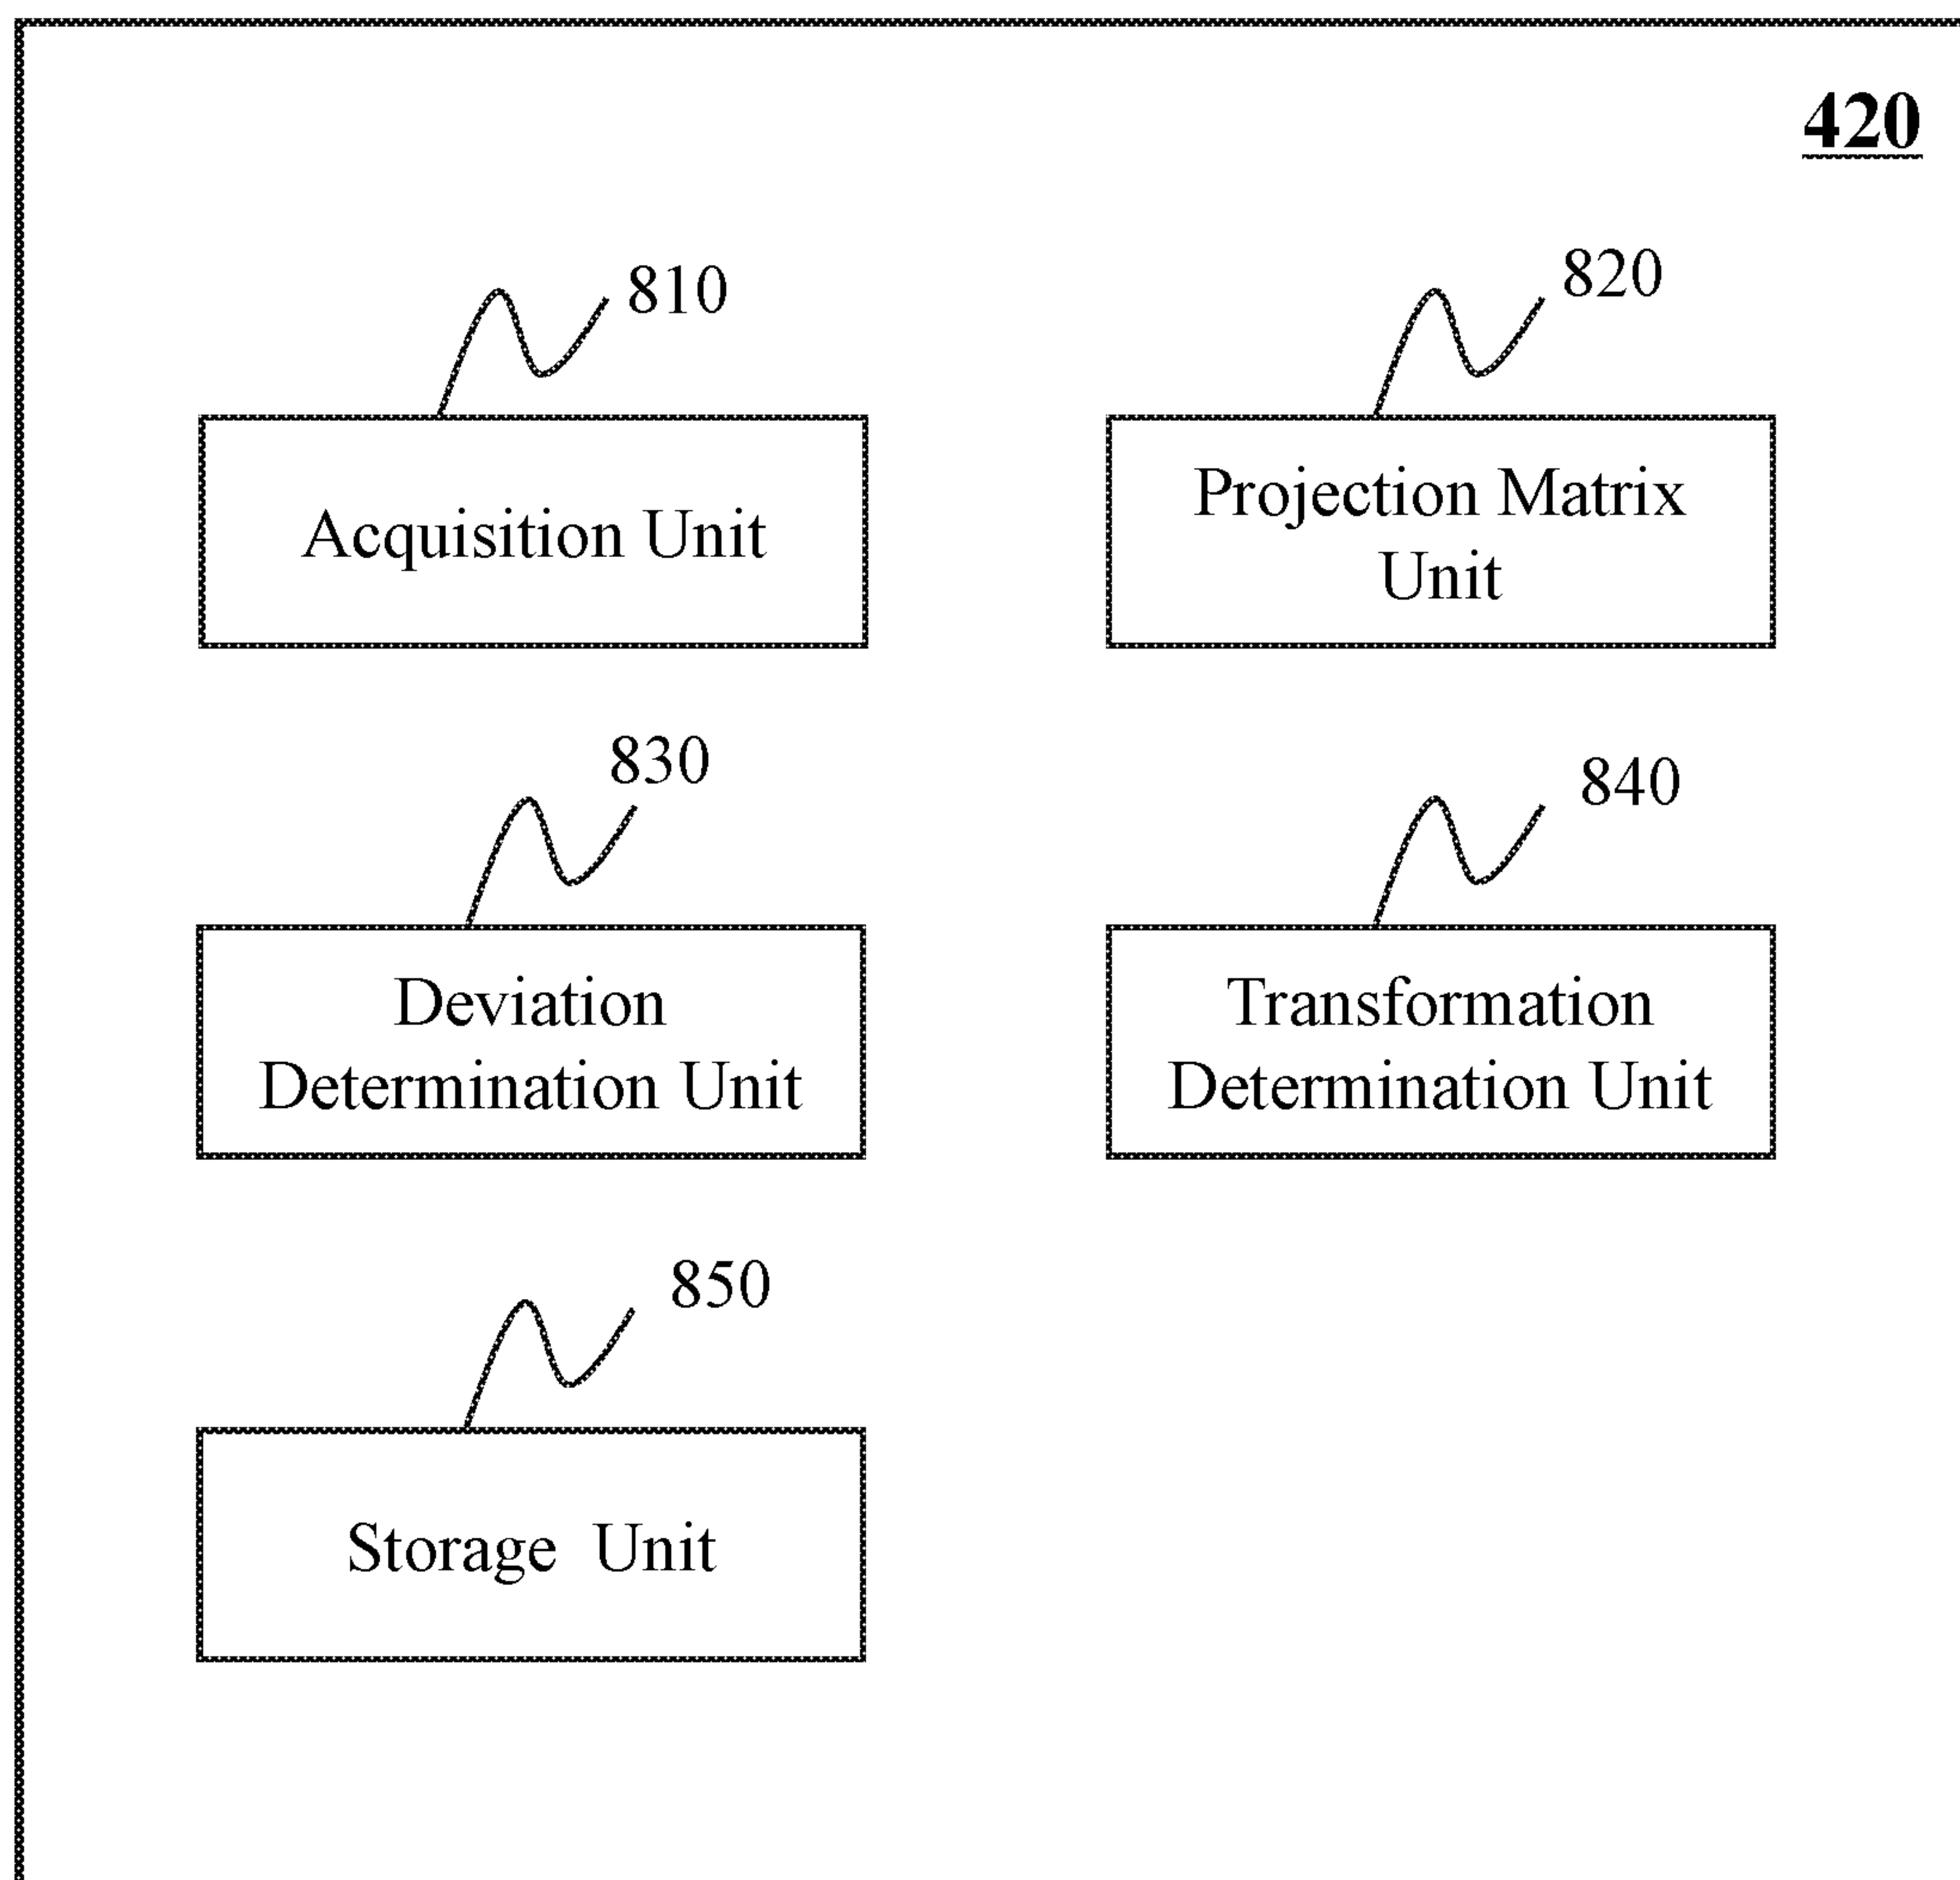 420
810
820
Acquisition Unit
Projection Matrix
Unit
830
840
Deviation
Determination Unit
Transformation
Determination Unit
850
Storage Unit